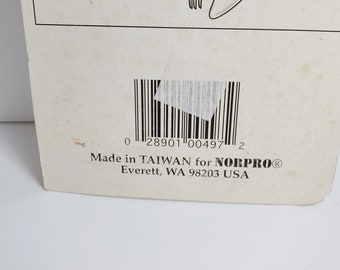 0 28901 00497 2
Made in TAIWAN for NORPRO®
Everett, WA 98203 USA